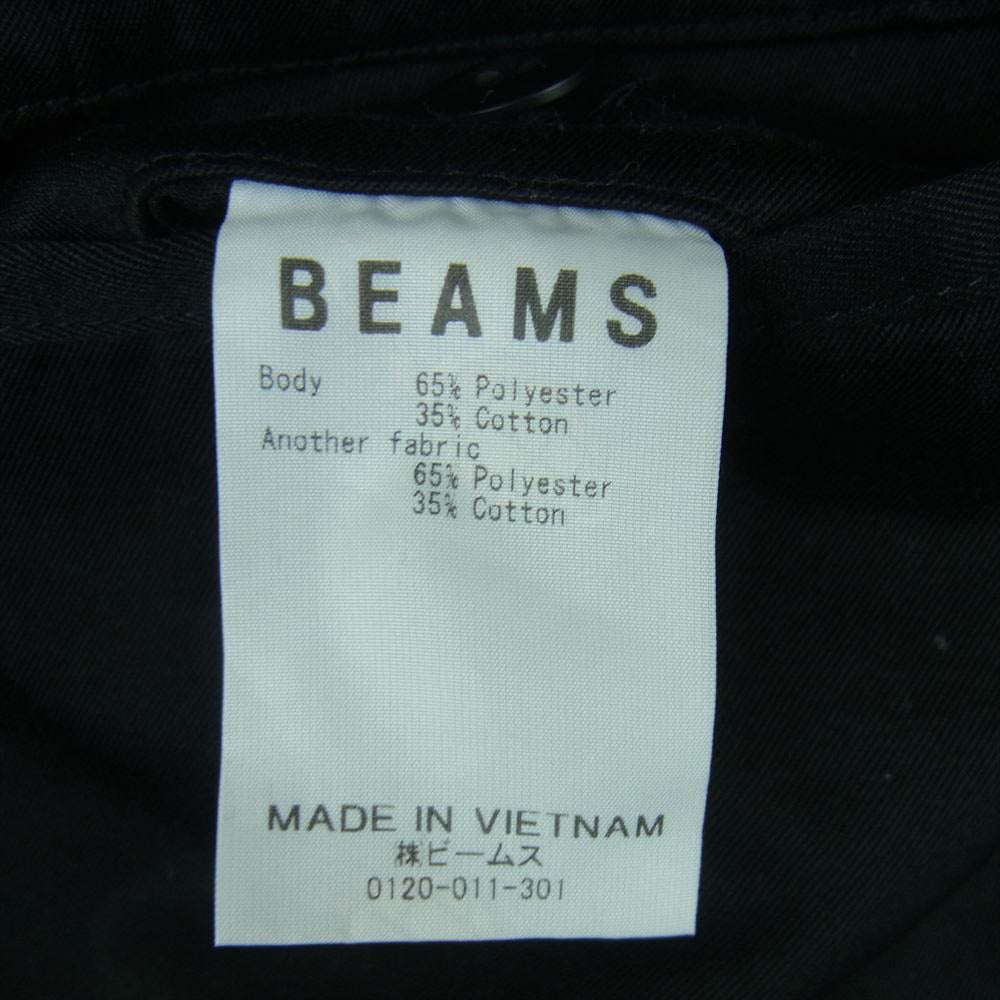 BEAMS
Body 65% Polyester
35% Cotton
Another fabric
65% Polyester
35% Cotton
MADE IN VIETNAM
株ビームス
0120-011-301